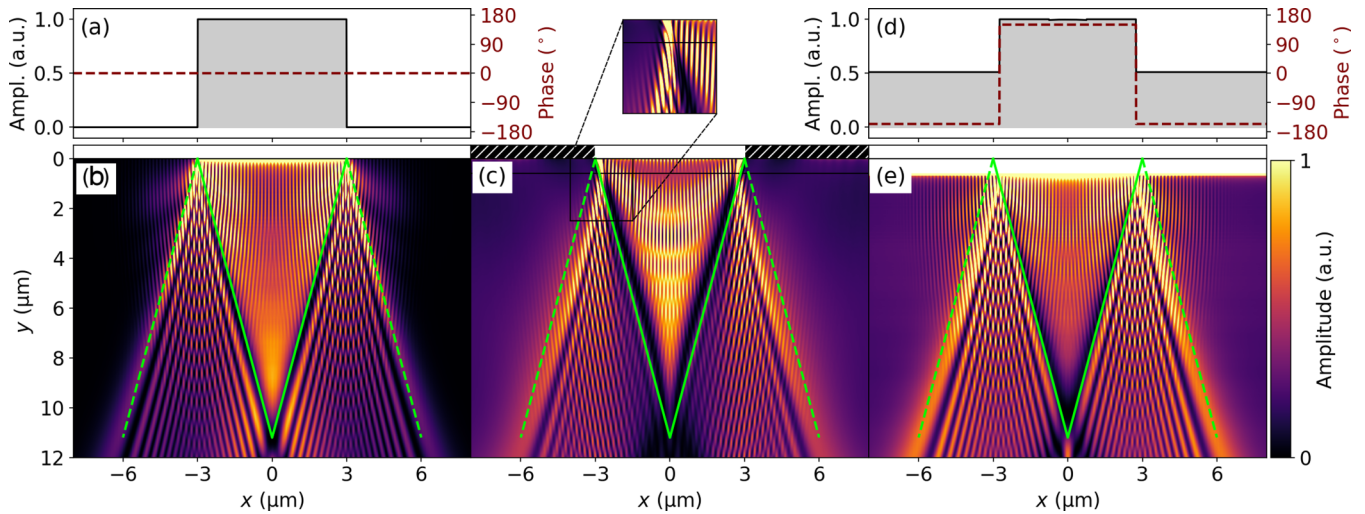 (a)
Ampl. (a.u.)
1.0
0.5
0.0
180
90
0
−90
−180
Phase (°)
(d)
Ampl. (a.u.)
1.0
0.5
0.0
180
90
0
−90
−180
Phase (°)
(b)
y (μm)
0
2
4
6
8
10
12
−6 −3 0 3 6
x (μm)
(c)
−6 −3 0 3 6
x (μm)
(e)
−6 −3 0 3 6
x (μm)
1
0
Amplitude (a.u.)